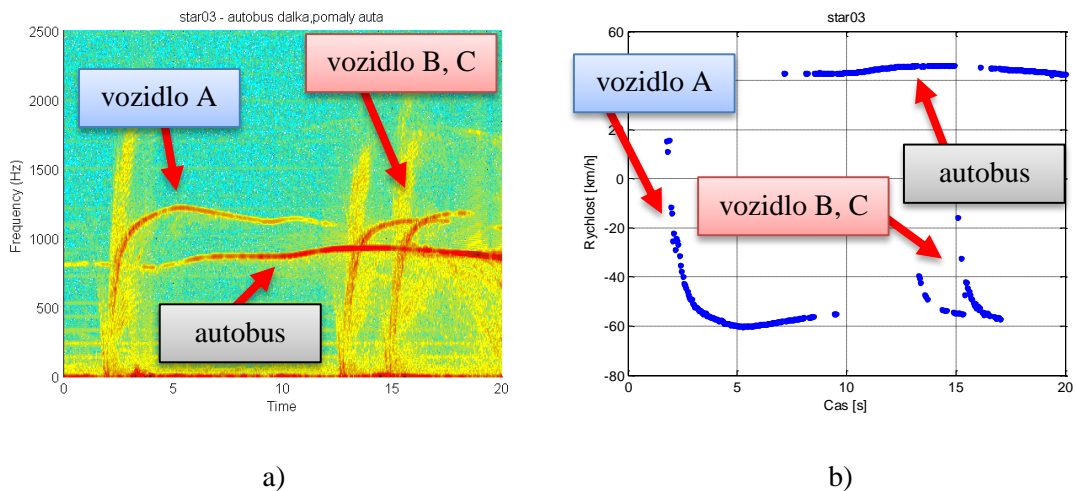 star03 - autobus dalka,pomaly auta
2500
2000
1500
1000
500
0
Frequency (Hz)
0 5 10 15 20
Time
vozidlo A
vozidlo B, C
autobus
a)
star03
60
20
0
-20
-40
-60
-80
Rychlost [km/h]
0 5 10 15 20
Cas [s]
vozidlo A
vozidlo B, C
autobus
b)